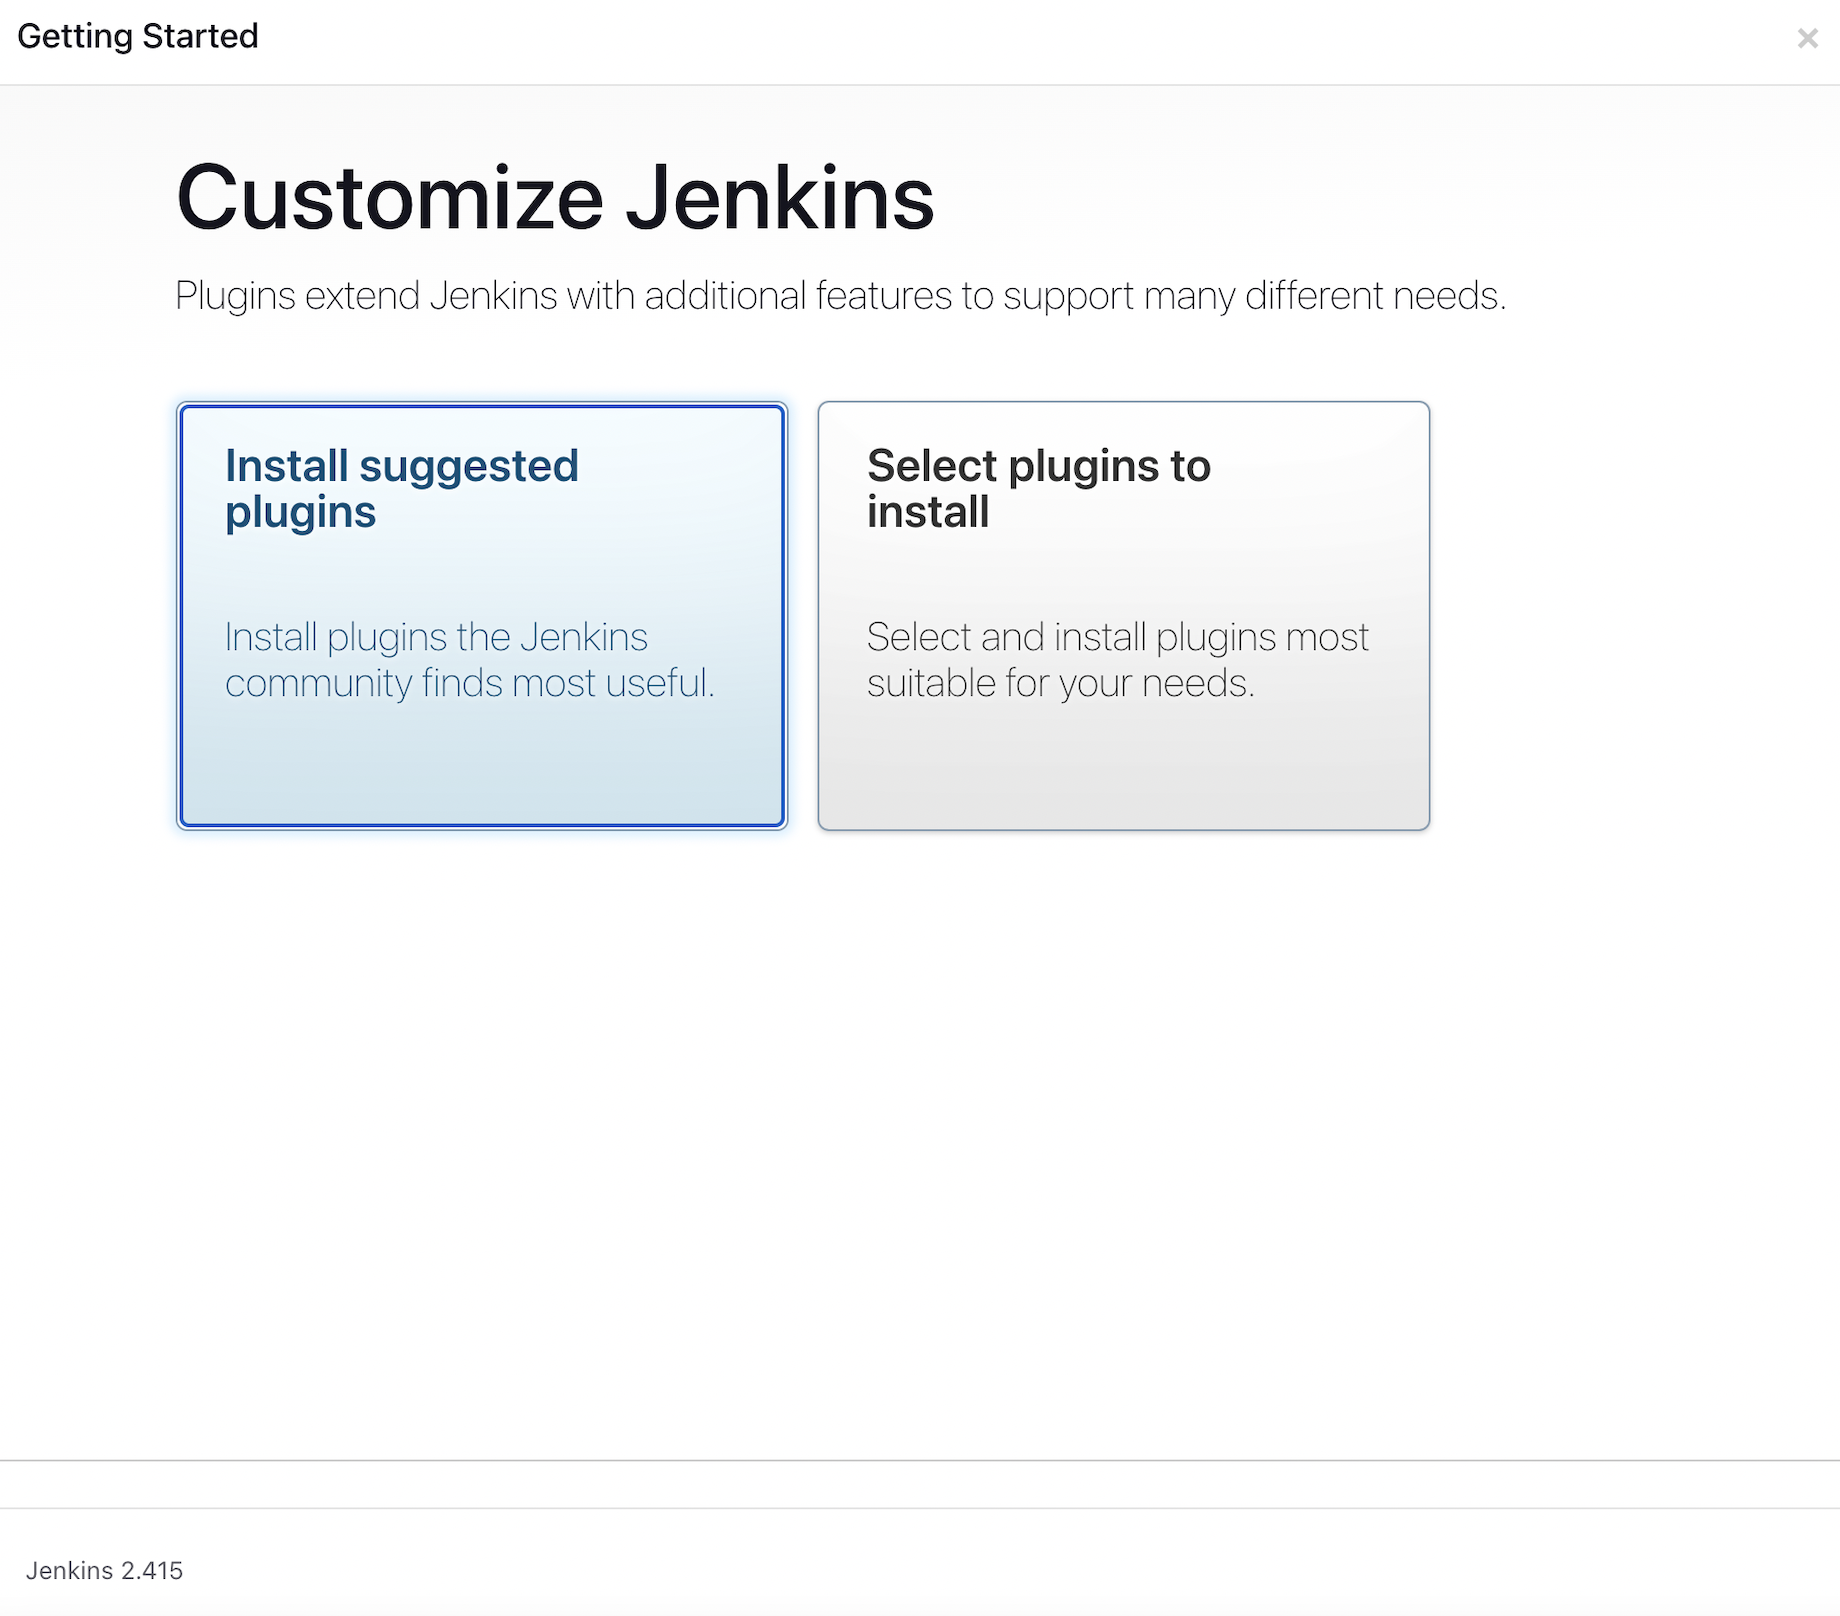 Getting Started
×
Customize Jenkins
Plugins extend Jenkins with additional features to support many different needs.
Install suggested
plugins
Install plugins the Jenkins
community finds most useful.
Select plugins to
install
Select and install plugins most
suitable for your needs.
Jenkins 2.415